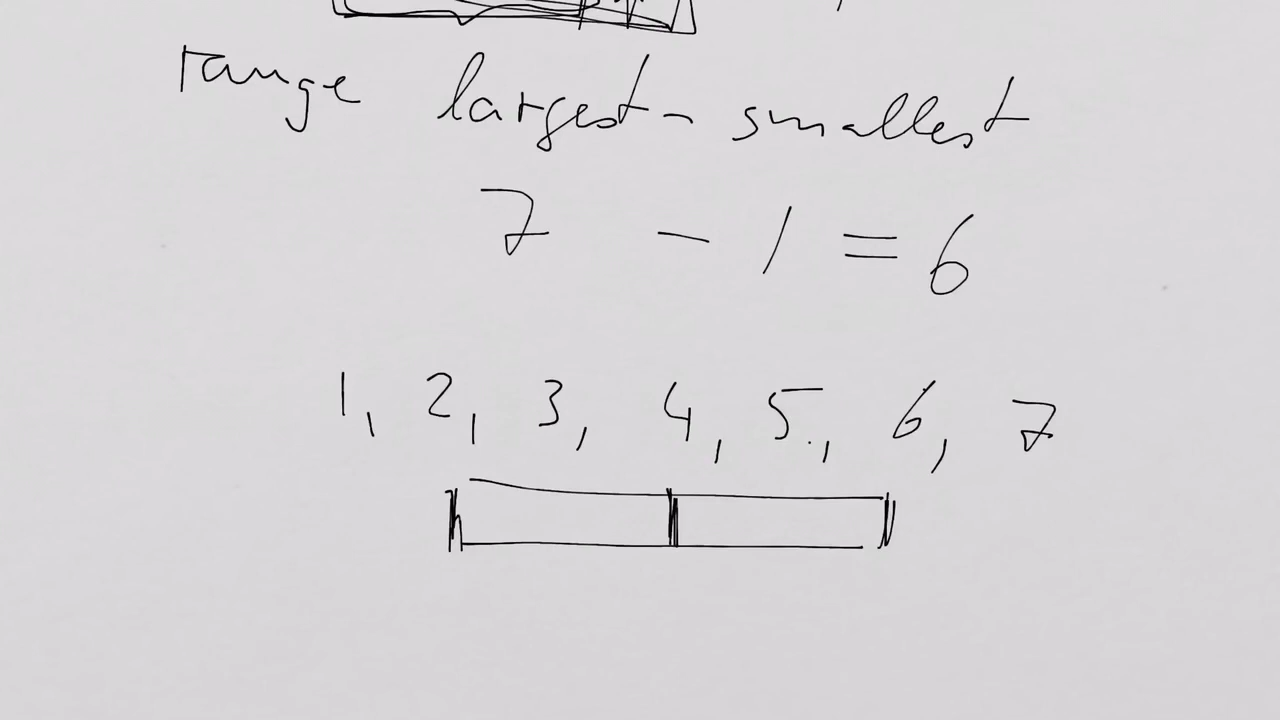 range largest - smallest
7 - 1 = 6
1, 2, 3, 4, 5, 6, 7